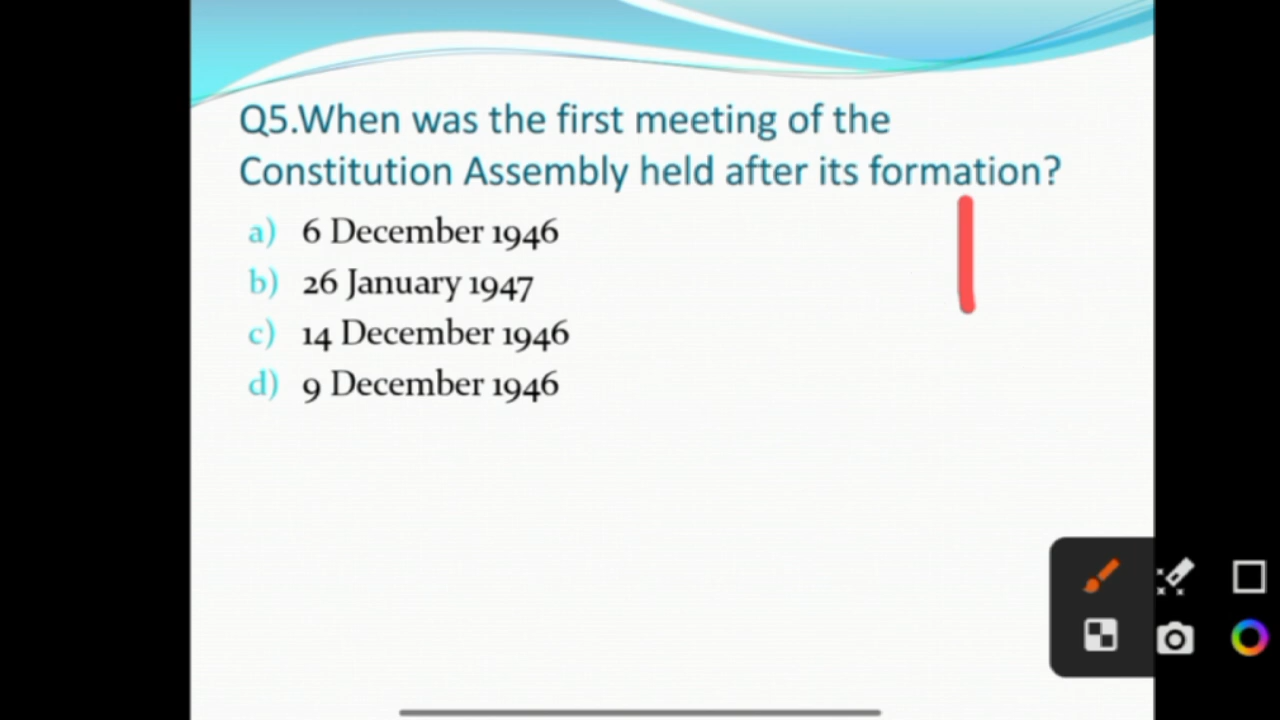 Q5.When was the first meeting of the
Constitution Assembly held after its formation?
a) 6 December 1946
b) 26 January 1947
c) 14 December 1946
d) 9 December 1946